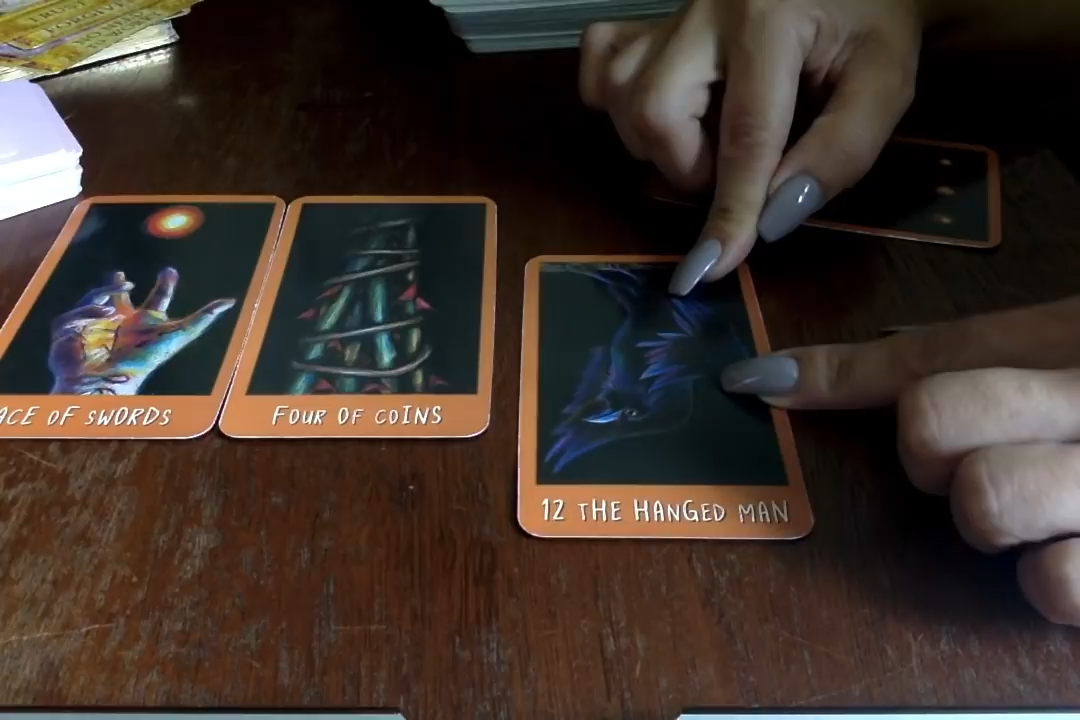 ACE OF SWORDS
FOUR OF COINS
12 THE HANGED MAN